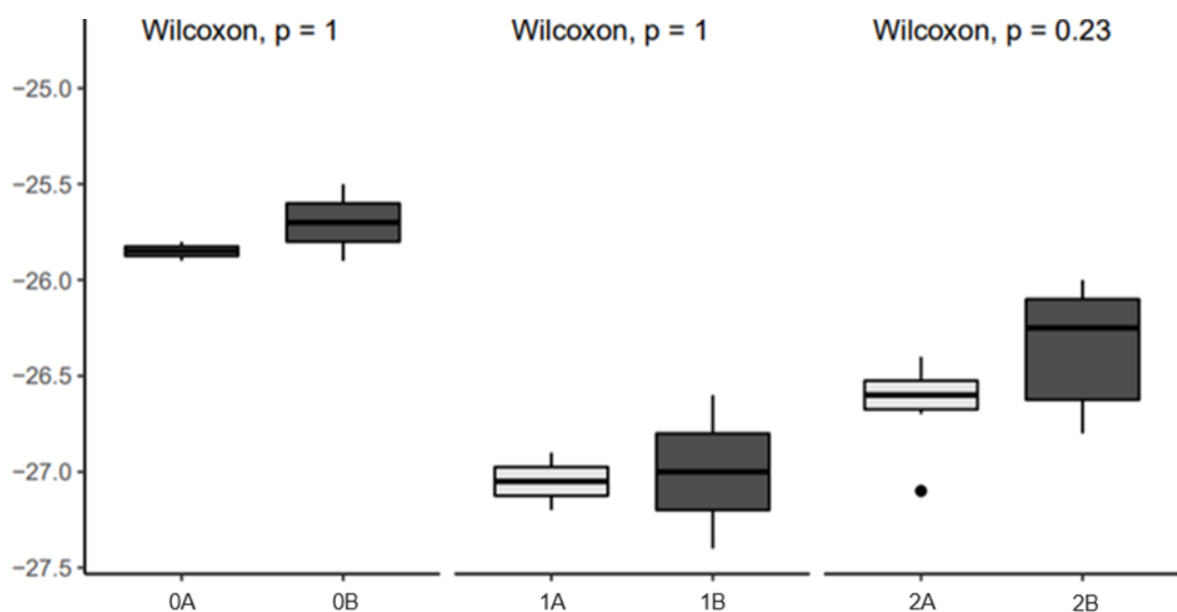 Wilcoxon, p = 1
Wilcoxon, p = 1
Wilcoxon, p = 0.23
−25.0
−25.5
−26.0
−26.5
−27.0
−27.5
0A
0B
1A
1B
2A
2B